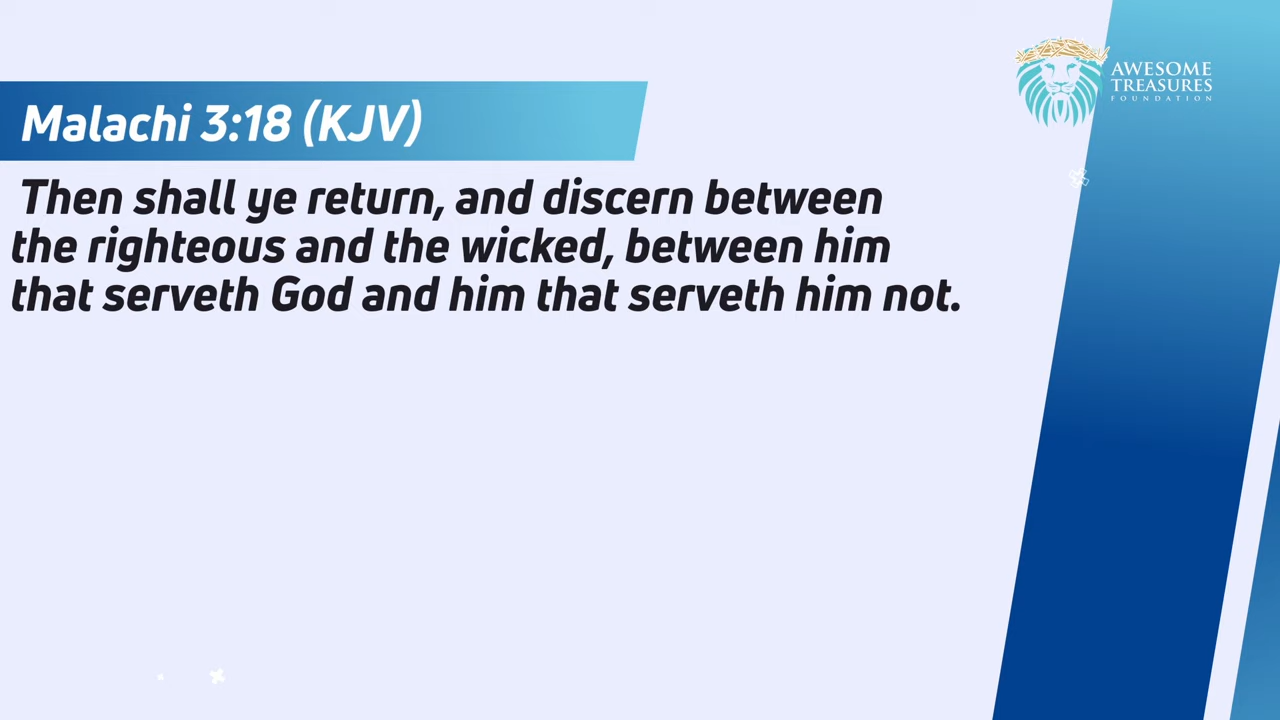 AWESOME
TREASURES
FOUNDATION
Malachi 3:18 (KJV)
Then shall ye return, and discern between
the righteous and the wicked, between him
that serveth God and him that serveth him not.